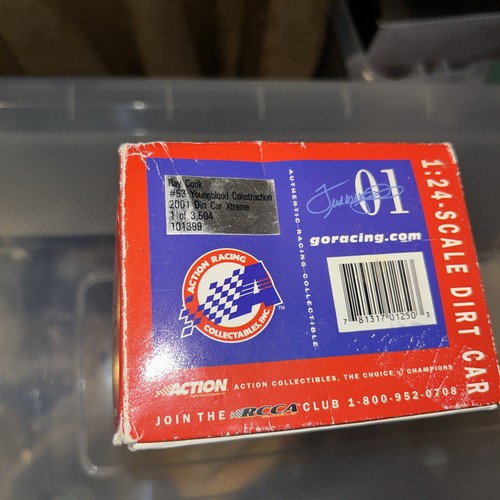 Ray Cook
#53 Youngblood Construction
2001 Dirt Car Xtreme
1 of 3,504
101399
ACTION RACING
COLLECTABLES, INC.
TM
AUTHENTIC RACING COLLECTIBLE
01
goracing.com
7 81317 01250 3
1:24-SCALE DIRT CAR
ACTION
ACTION COLLECTIBLES, THE CHOICE OF CHAMPIONS
JOIN THE RCCA CLUB 1-800-952-0708